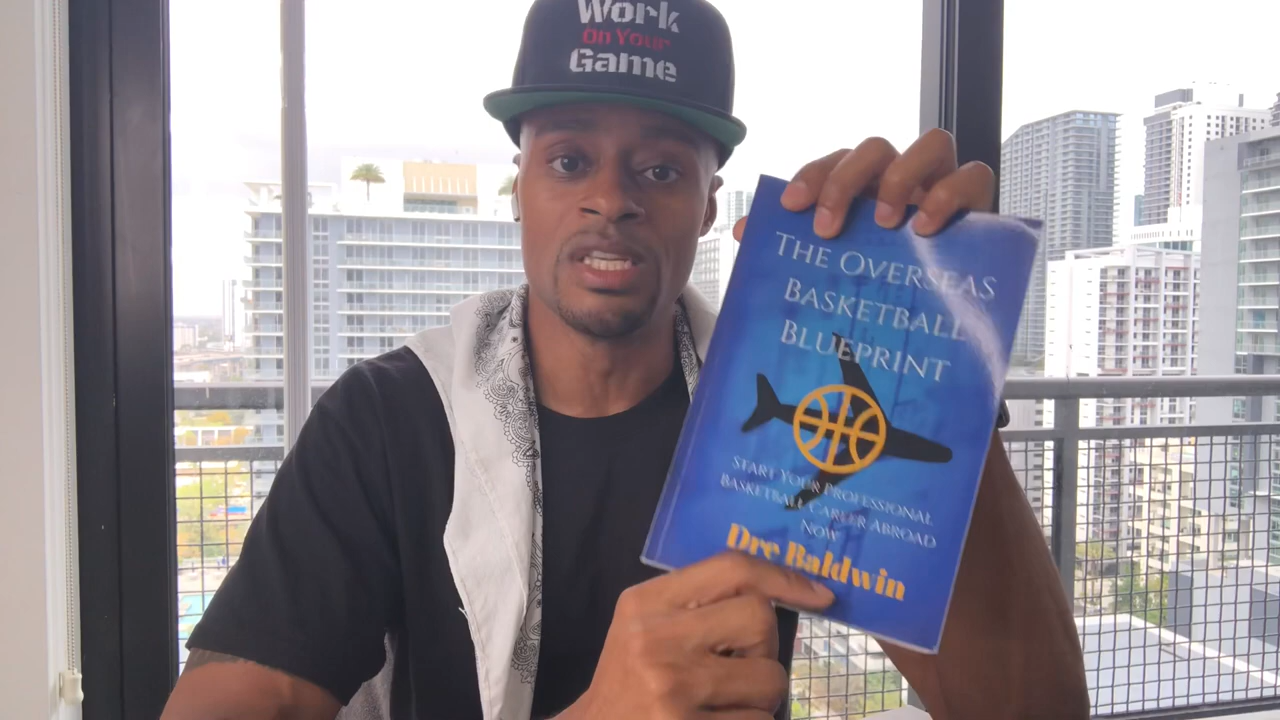 Work
On Your
Game
THE OVERSEAS
BASKETBALL
BLUEPRINT
START YOUR PROFESSIONAL
BASKETBALL CAREER ABROAD
NOW
Dre Baldwin